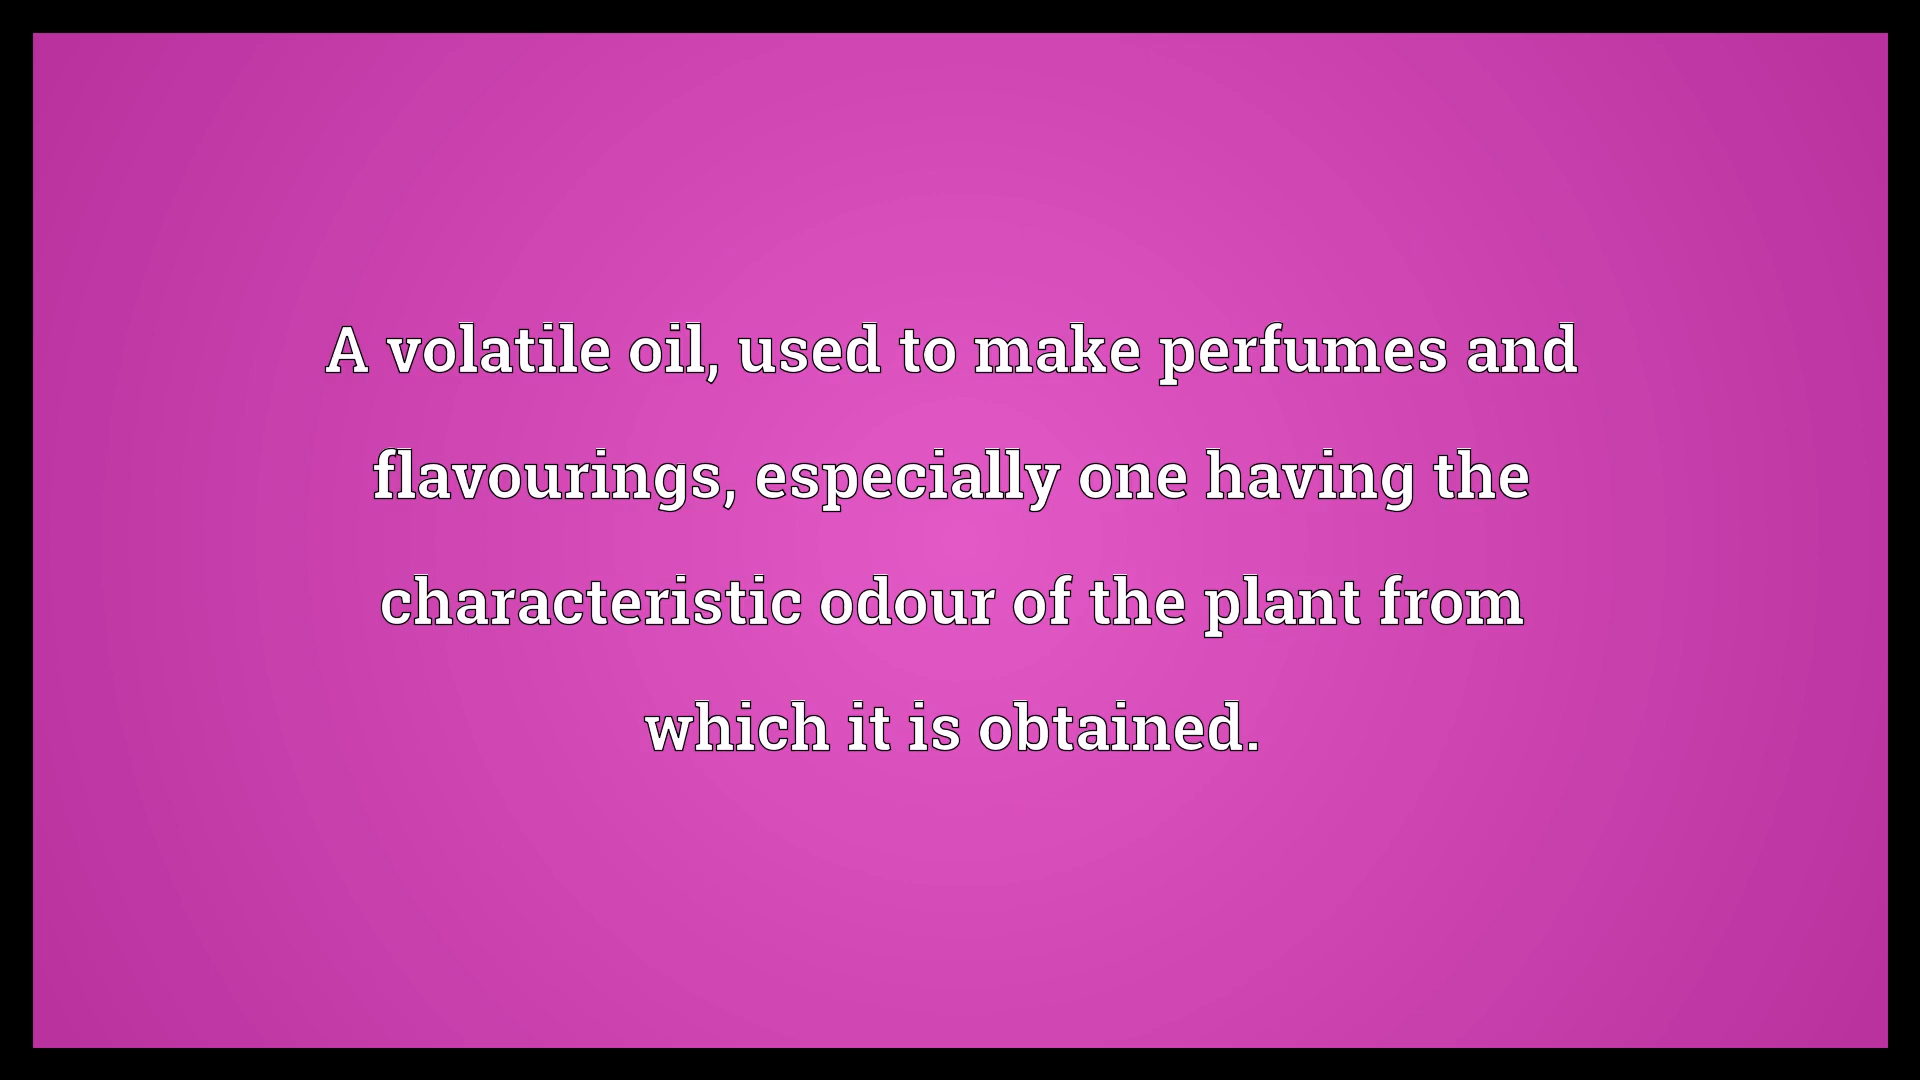 A volatile oil, used to make perfumes and
flavourings, especially one having the
characteristic odour of the plant from
which it is obtained.